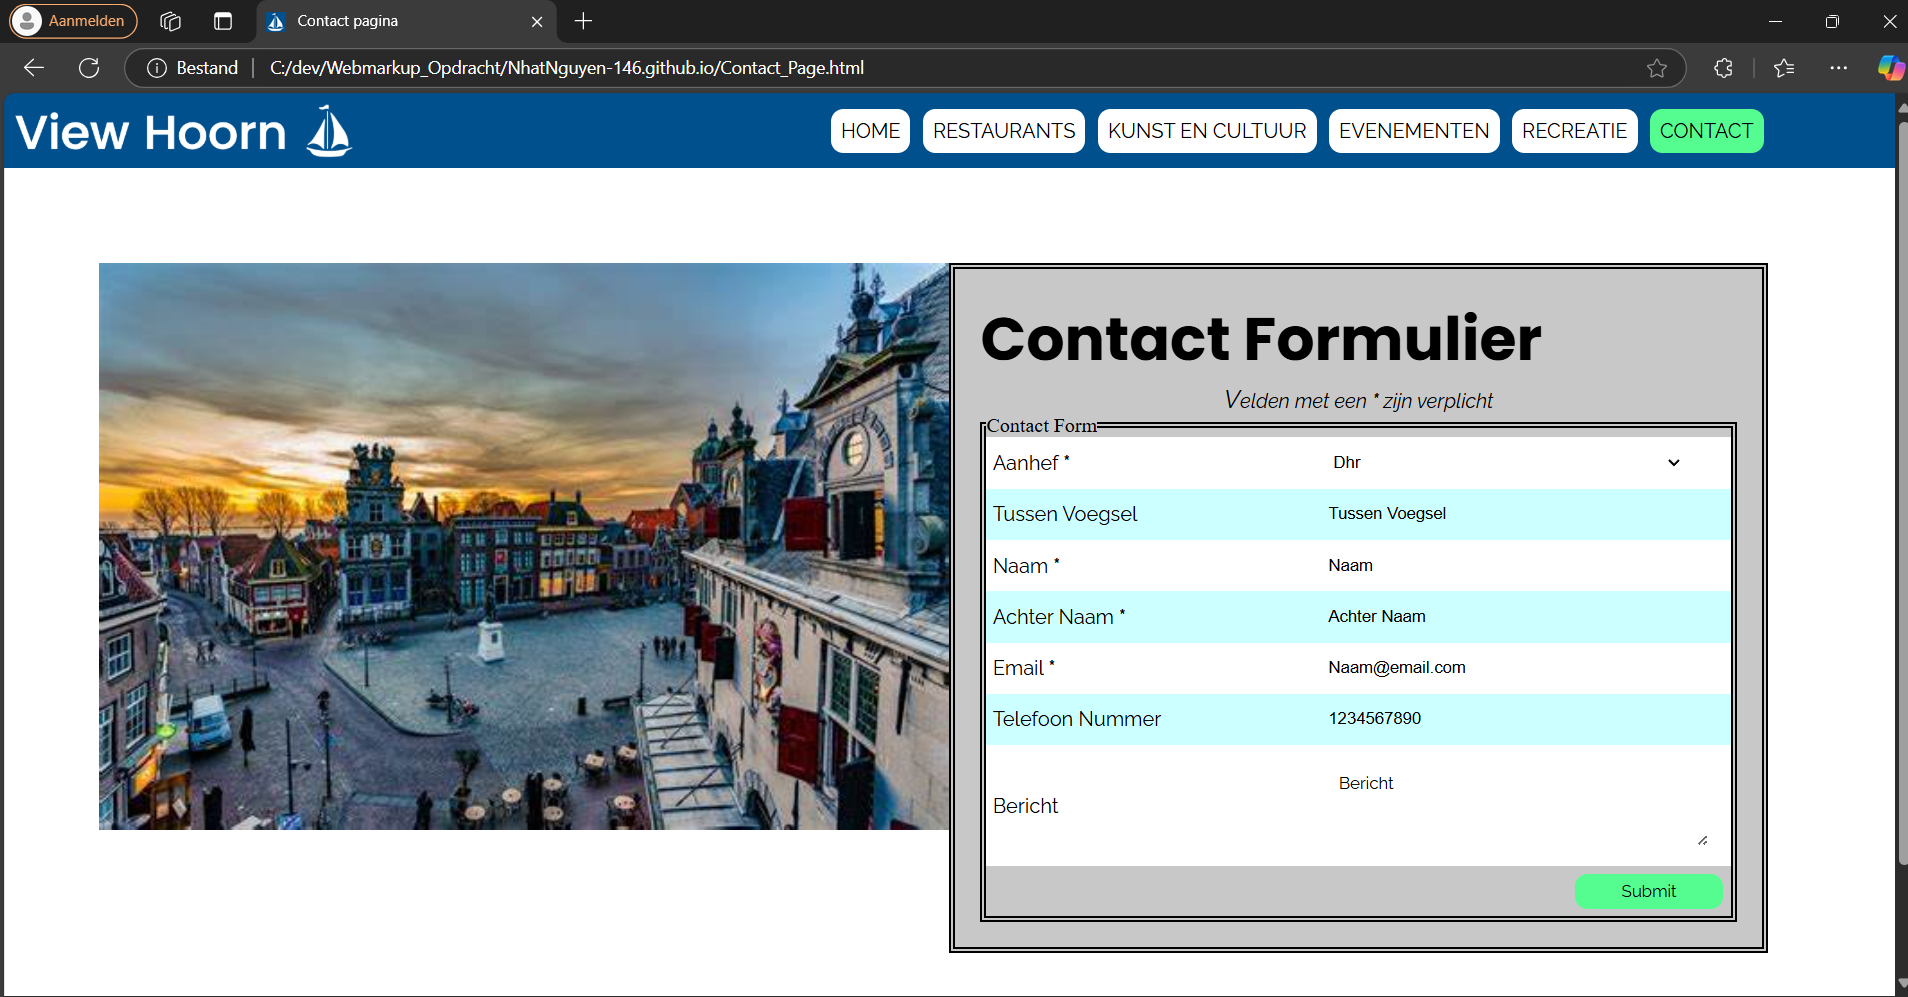 Aanmelden
Contact pagina
Bestand
C:/dev/Webmarkup_Opdracht/NhatNguyen-146.github.io/Contact_Page.html
View Hoorn
HOME
RESTAURANTS
KUNST EN CULTUUR
EVENEMENTEN
RECREATIE
CONTACT
Contact Formulier
Velden met een * zijn verplicht
Contact Form
Aanhef * Dhr
Tussen Voegsel Tussen Voegsel
Naam * Naam
Achter Naam * Achter Naam
Email * Naam@email.com
Telefoon Nummer 1234567890
Bericht Bericht
Submit